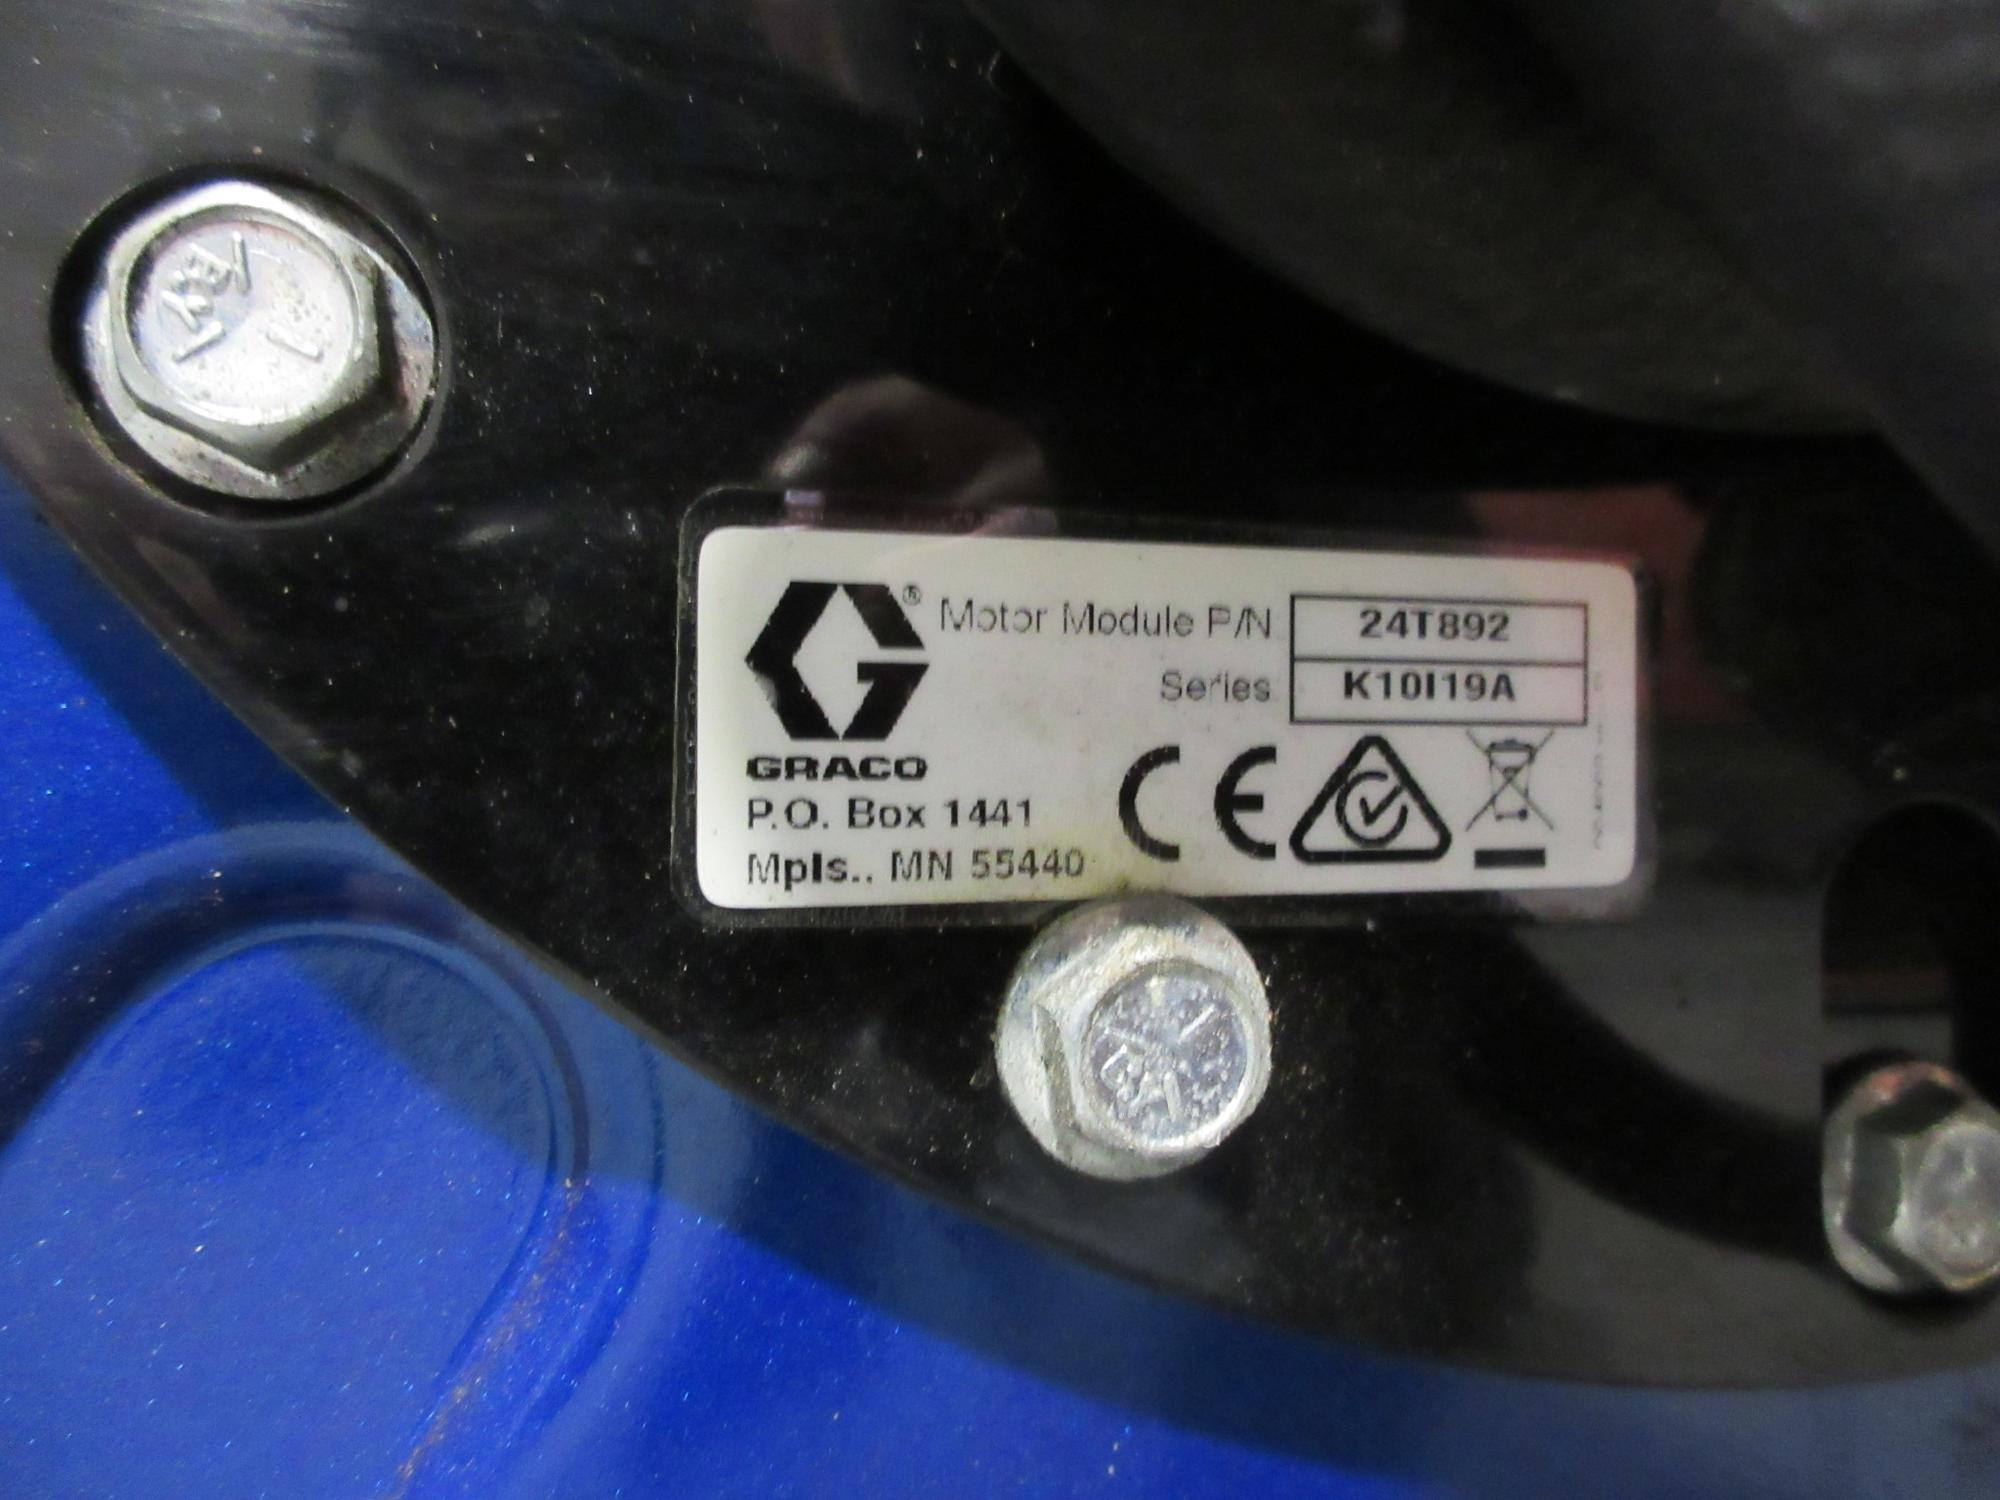 ® Motor Module P/N 24T892
Series K10I19A
GRACO
P.O. Box 1441
Mpls., MN 55440
CE